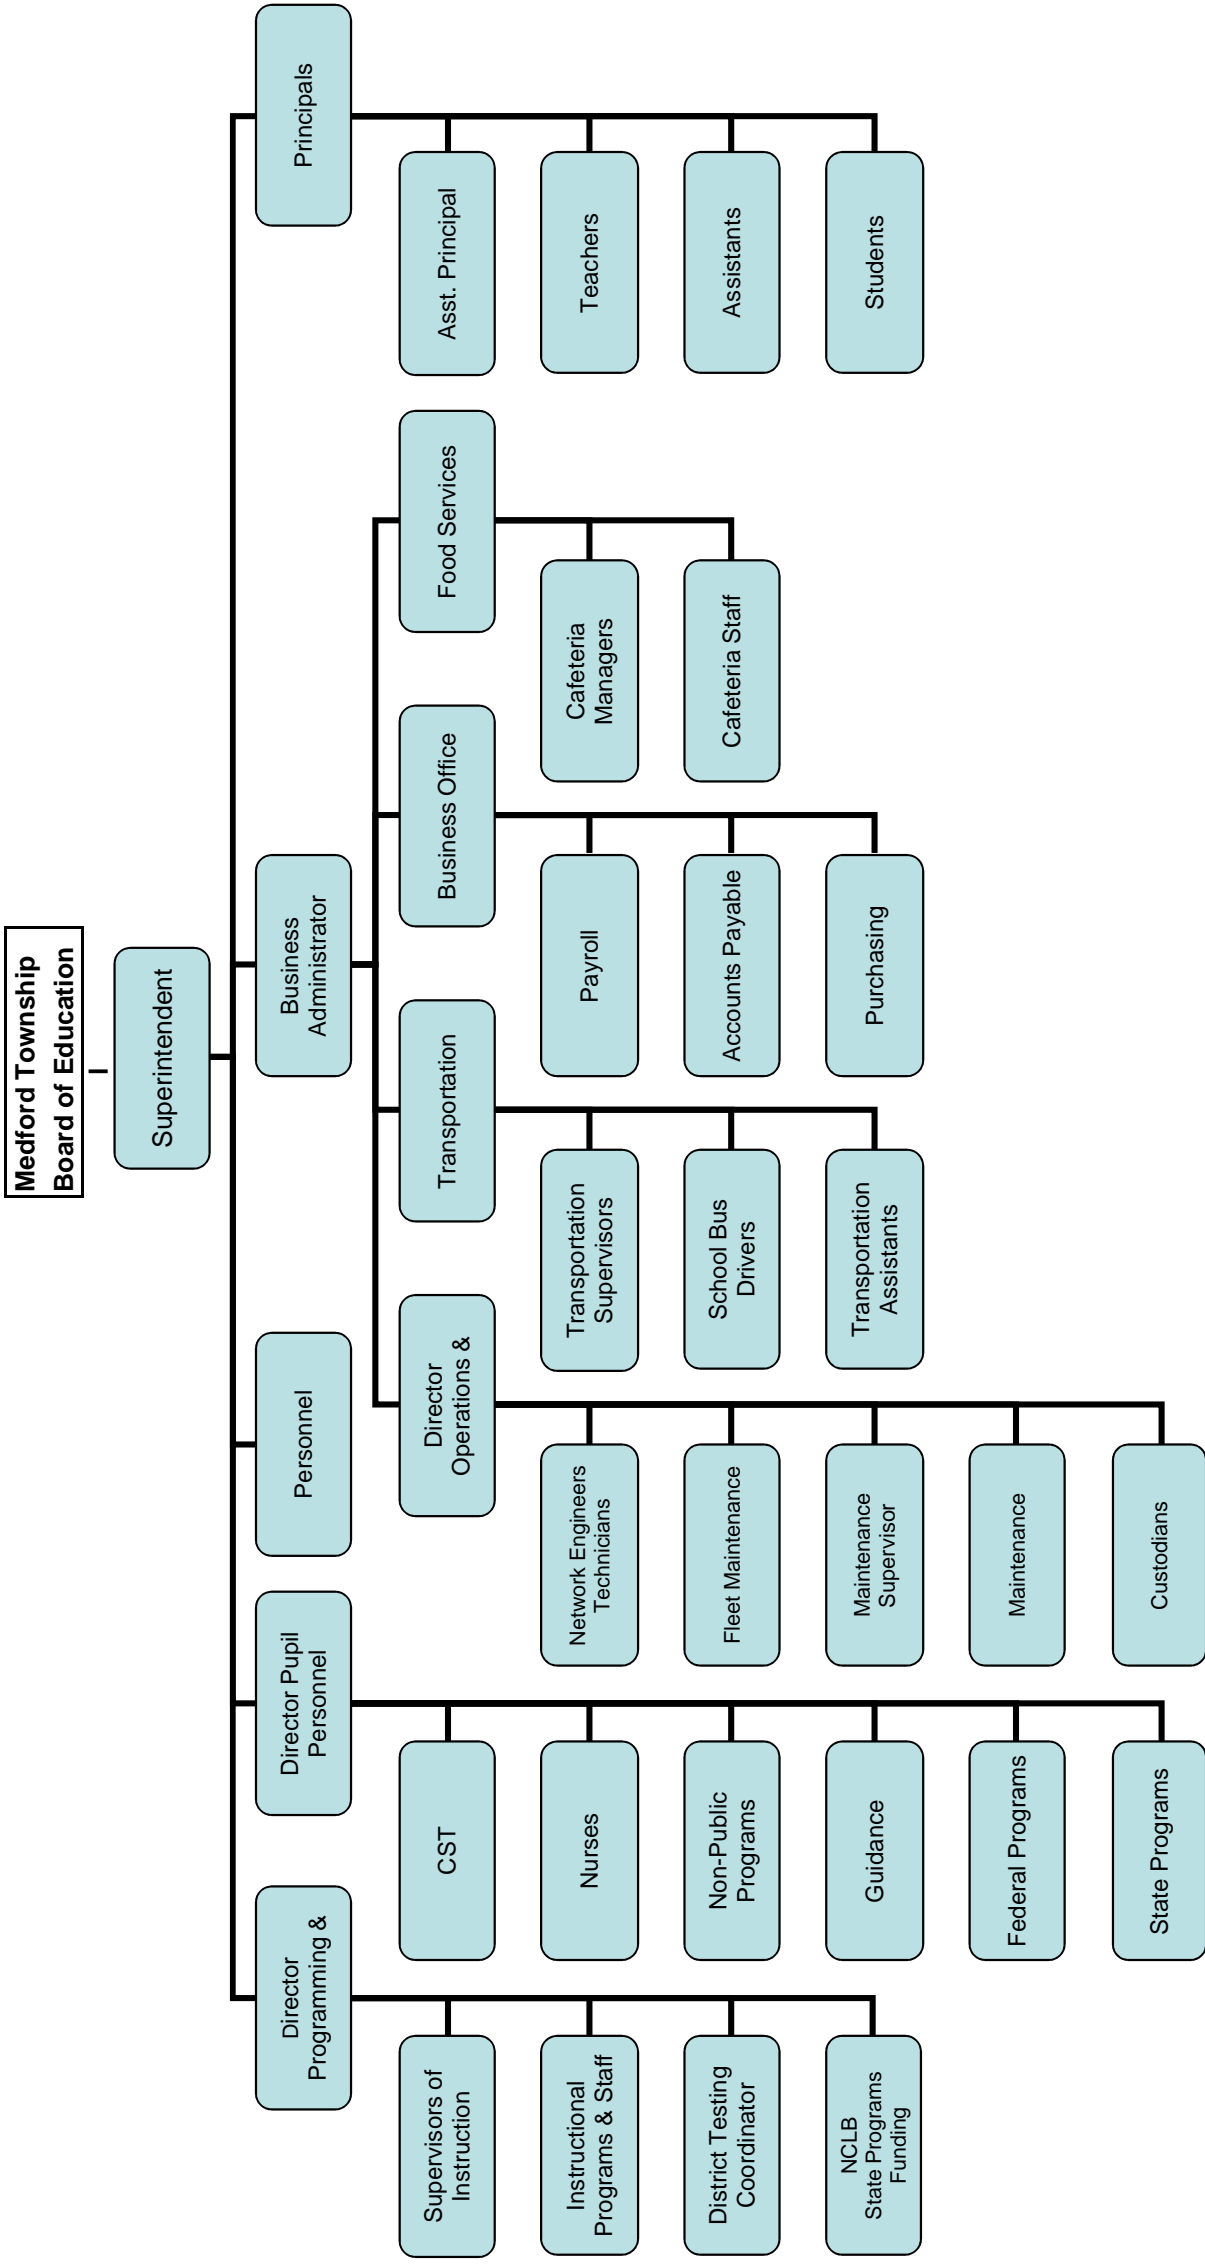 Medford Township
Board of Education
Superintendent
Director
Programming &
Director Pupil
Personnel
Personnel
Business
Administrator
Principals
Supervisors of
Instruction
Instructional
Programs & Staff
District Testing
Coordinator
NCLB
State Programs
Funding
CST
Nurses
Non-Public
Programs
Guidance
Federal Programs
State Programs
Director
Operations &
Network Engineers
Technicians
Fleet Maintenance
Maintenance
Supervisor
Maintenance
Custodians
Transportation
Transportation
Supervisors
School Bus
Drivers
Transportation
Assistants
Business Office
Payroll
Accounts Payable
Purchasing
Food Services
Cafeteria
Managers
Cafeteria Staff
Asst. Principal
Teachers
Assistants
Students